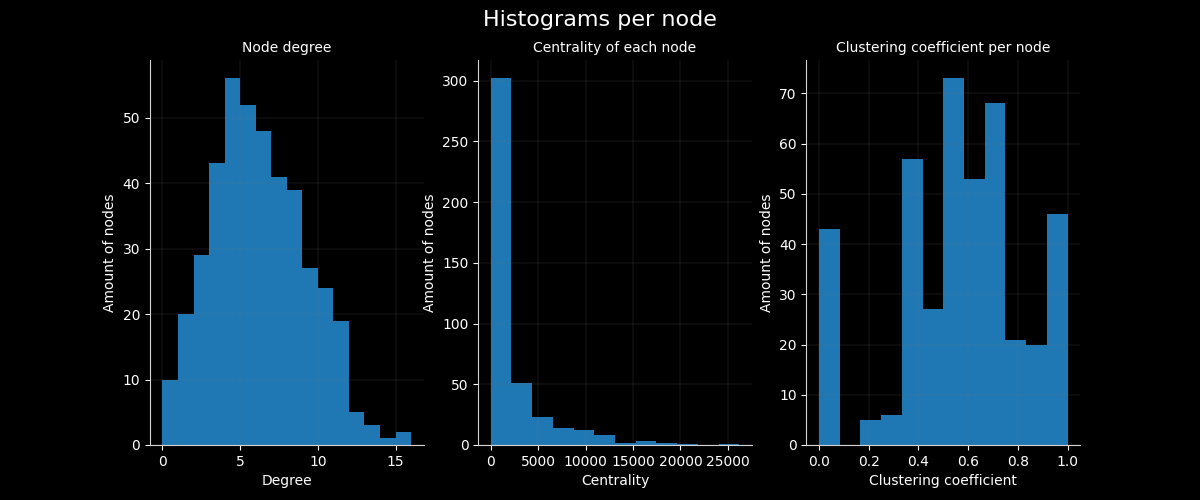 Histograms per node
Node degree
Amount of nodes
50
40
30
20
10
0
0 5 10 15
Degree
Centrality of each node
Amount of nodes
300
250
200
150
100
50
0
0 5000 10000 15000 20000 25000
Centrality
Clustering coefficient per node
Amount of nodes
70
60
50
40
30
20
10
0
0.0 0.2 0.4 0.6 0.8 1.0
Clustering coefficient